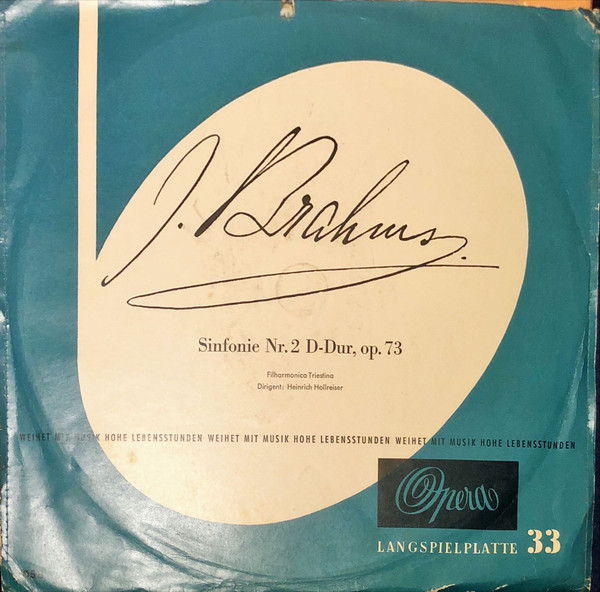 J. Brahms.
Sinfonie Nr. 2 D-Dur, op. 73
Filharmonica Triestina
Dirigent: Heinrich Hollreiser
WEIHET MIT MUSIK HOHE LEBENSSTUNDEN WEIHET MIT MUSIK HOHE LEBENSSTUNDEN WEIHET MIT MUSIK HOHE LEBENSSTUNDEN
Opera
LANGSPIELPLATTE 33